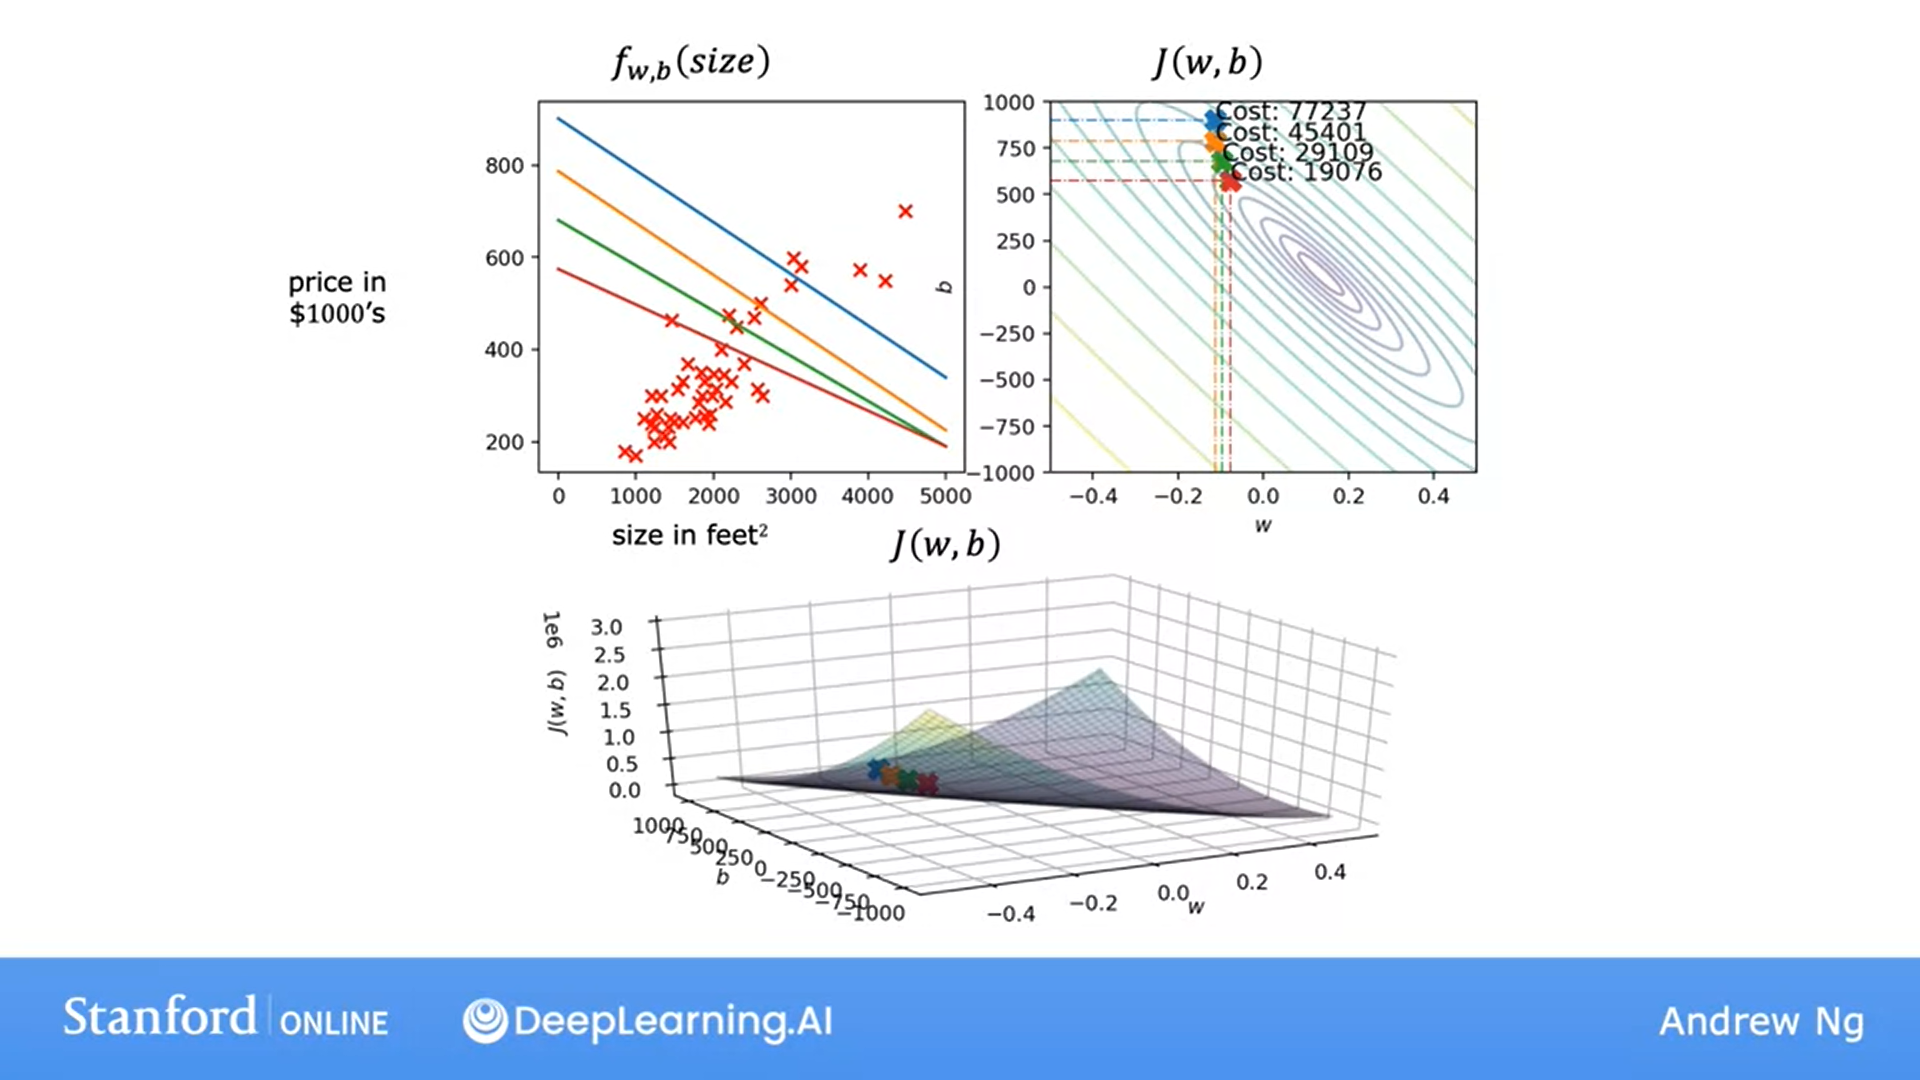 f_{w,b}(size)
J(w, b)
price in
$1000's
800
600
400
200
0 1000 2000 3000 4000 5000
size in feet²
1000
750
500
250
0
−250
−500
−750
−1000
b
Cost: 77237
Cost: 45401
Cost: 29109
Cost: 19076
−0.4 −0.2 0.0 0.2 0.4
w
J(w, b)
1e6
J(w, b)
3.0
2.5
2.0
1.5
1.0
0.5
0.0
1000
750
500
250
0
−250
−500
−750
−1000
b
−0.4 −0.2 0.0 0.2 0.4
w
Stanford ONLINE
DeepLearning.AI
Andrew Ng